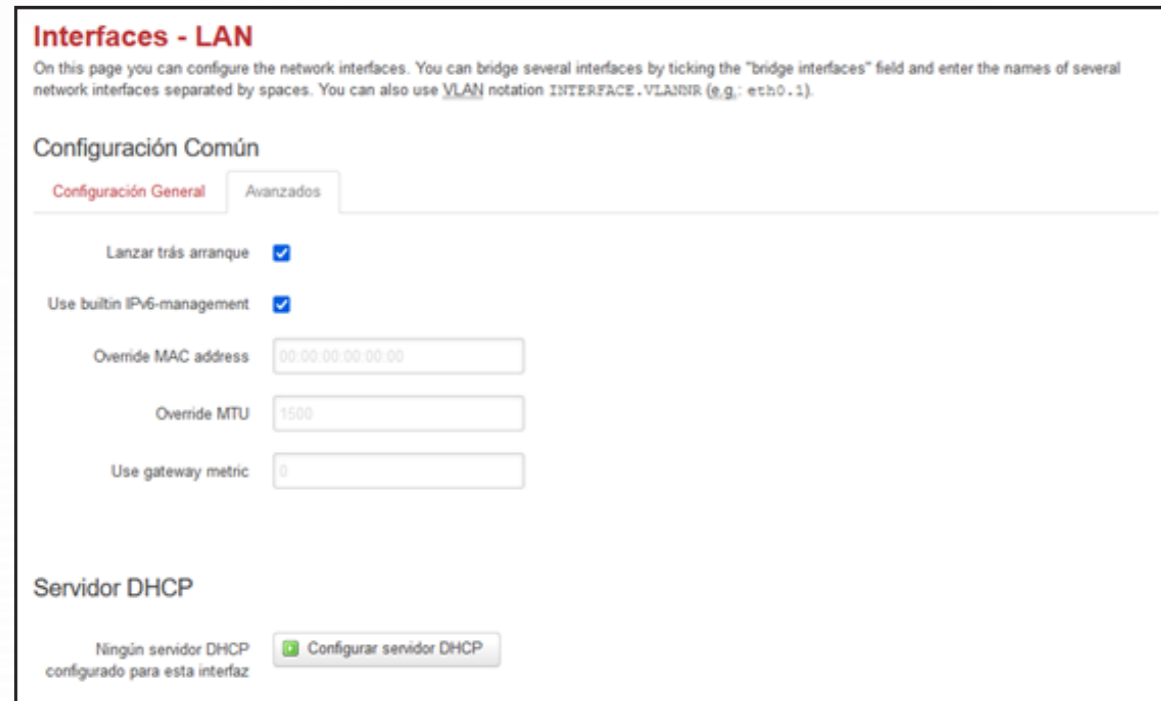 Interfaces - LAN
On this page you can configure the network interfaces. You can bridge several interfaces by ticking the "bridge interfaces" field and enter the names of several
network interfaces separated by spaces. You can also use VLAN notation INTERFACE.VLANNR (e.g.: eth0.1).
Configuración Común
Configuración General Avanzados
Lanzar trás arranque
Use builtin IPv6-management
Override MAC address 00:00:00:00:00:00
Override MTU 1500
Use gateway metric 0
Servidor DHCP
Ningún servidor DHCP Configurar servidor DHCP
configurado para esta interfaz